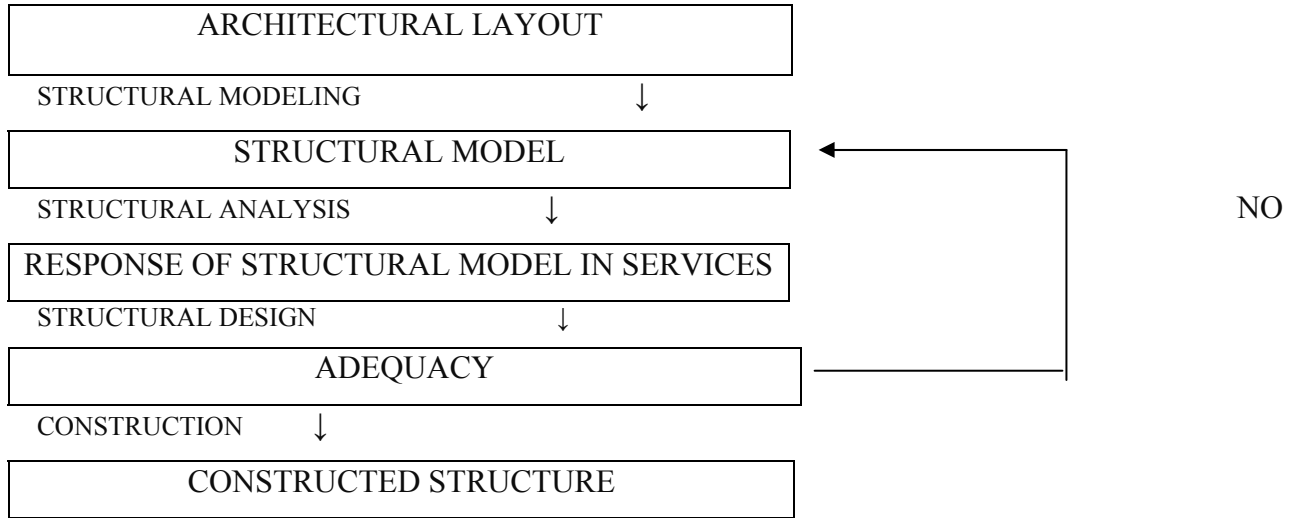 ARCHITECTURAL LAYOUT
STRUCTURAL MODELING ↓
STRUCTURAL MODEL
STRUCTURAL ANALYSIS ↓ NO
RESPONSE OF STRUCTURAL MODEL IN SERVICES
STRUCTURAL DESIGN ↓
ADEQUACY
CONSTRUCTION ↓
CONSTRUCTED STRUCTURE